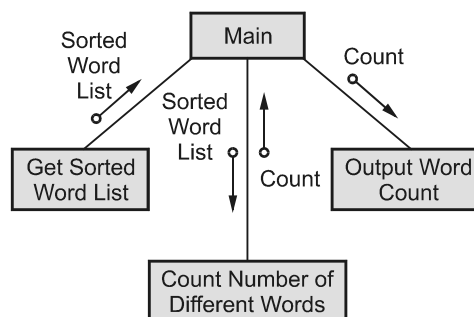 Main
Sorted
Word
List
Sorted
Word
List
Count
Count
Get Sorted
Word List
Output Word
Count
Count Number of
Different Words